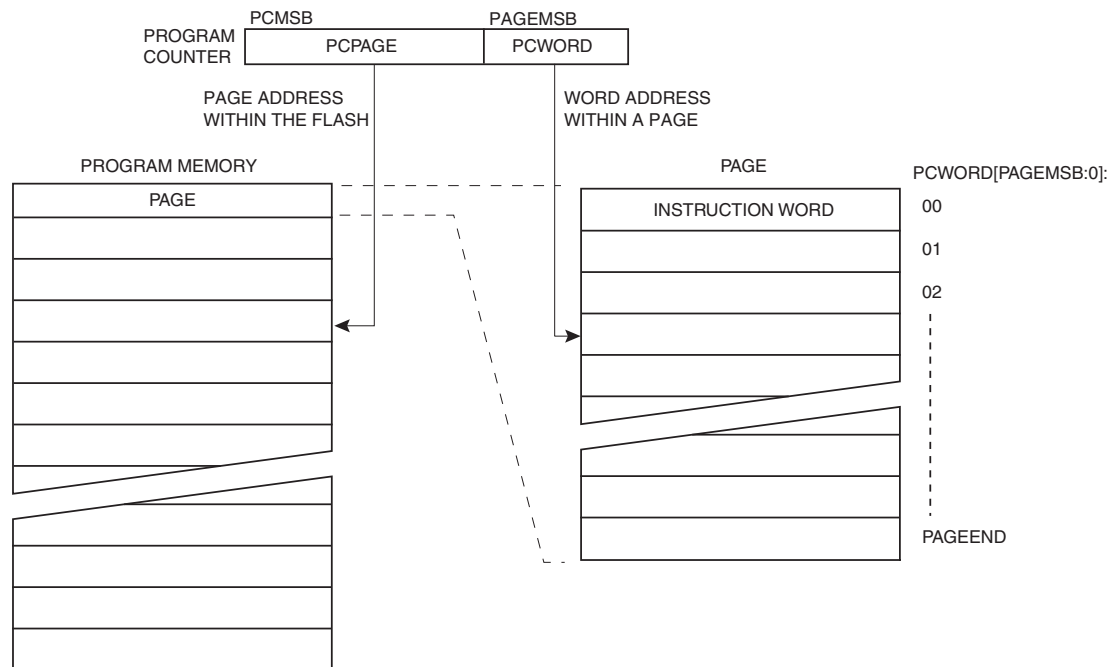 PCMSB
PAGEMSB
PROGRAM
COUNTER
PCPAGE
PCWORD
PAGE ADDRESS
WITHIN THE FLASH
WORD ADDRESS
WITHIN A PAGE
PROGRAM MEMORY
PAGE
PAGE
PCWORD[PAGEMSB:0]:
INSTRUCTION WORD
00
01
02
PAGEEND